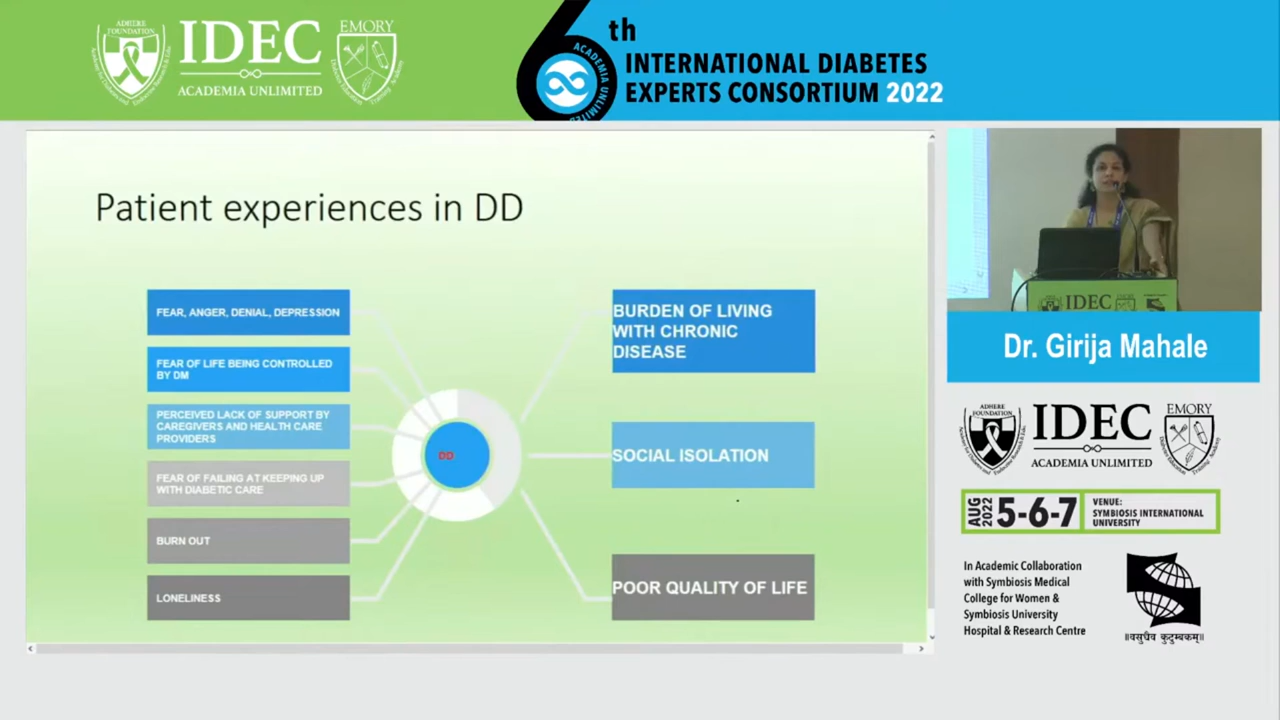 ADHERE
FOUNDATION
IDEC
ACADEMIA UNLIMITED
EMORY
6th
ACADEMIA UNLIMITED
INTERNATIONAL DIABETES
EXPERTS CONSORTIUM 2022
Patient experiences in DD
FEAR, ANGER, DENIAL, DEPRESSION
FEAR OF LIFE BEING CONTROLLED
BY DM
PERCEIVED LACK OF SUPPORT BY
CAREGIVERS AND HEALTH CARE
PROVIDERS
FEAR OF FAILING AT KEEPING UP
WITH DIABETIC CARE
BURN OUT
LONELINESS
DD
BURDEN OF LIVING
WITH CHRONIC
DISEASE
SOCIAL ISOLATION
POOR QUALITY OF LIFE
IDEC
Dr. Girija Mahale
ADHERE
FOUNDATION
IDEC
ACADEMIA UNLIMITED
EMORY
AUG
2022
5-6-7
VENUE:
SYMBIOSIS INTERNATIONAL
UNIVERSITY
In Academic Collaboration
with Symbiosis Medical
College for Women &
Symbiosis University
Hospital & Research Centre
॥वसुधैव कुटुम्बकम्॥